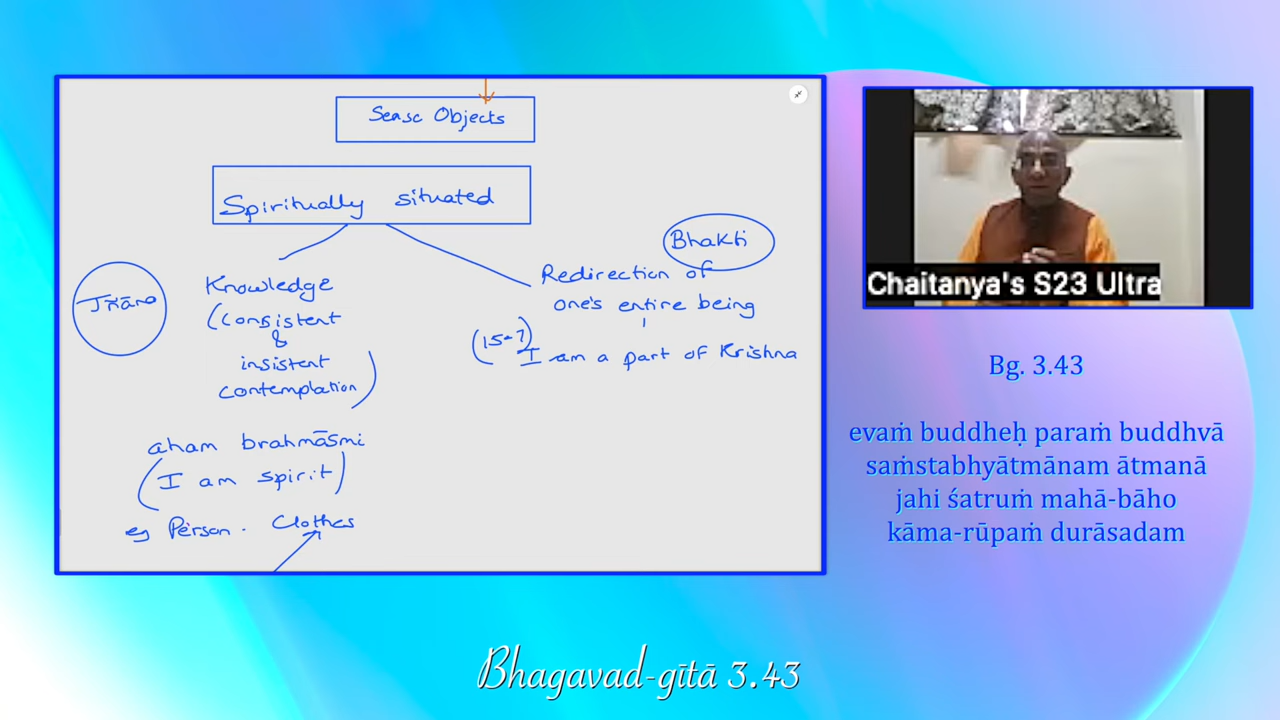 Sense Objects
Spiritually situated
Bhakti
Jñāna
Knowledge
(consistent
&
insistent
contemplation)
Redirection of
one's entire being
(15-7)
I am a part of Krishna
aham brahmāsmi
(I am spirit)
eg Person. Clothes
Chaitanya's S23 Ultra
Bg. 3.43
evaṁ buddheḥ paraṁ buddhvā
saṁstabhyātmānam ātmanā
jahi śatruṁ mahā-bāho
kāma-rūpaṁ durāsadam
Bhagavad-gītā 3.43